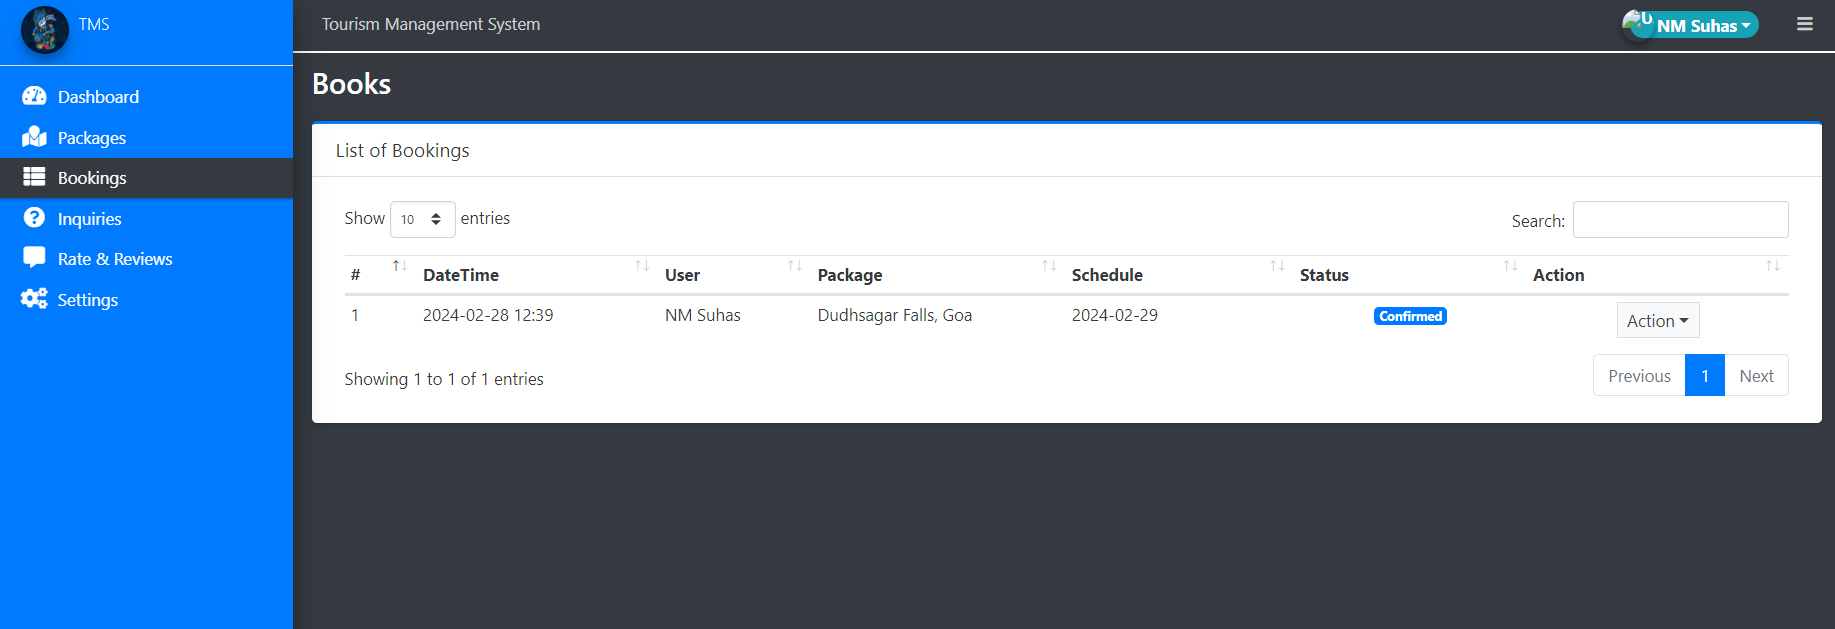 TMS
Tourism Management System
U
NM Suhas
Dashboard
Packages
Bookings
Inquiries
Rate & Reviews
Settings
Books
List of Bookings
Show 10 entries
Search:
# DateTime User Package Schedule Status Action
1 2024-02-28 12:39 NM Suhas Dudhsagar Falls, Goa 2024-02-29 Confirmed Action
Showing 1 to 1 of 1 entries
Previous 1 Next